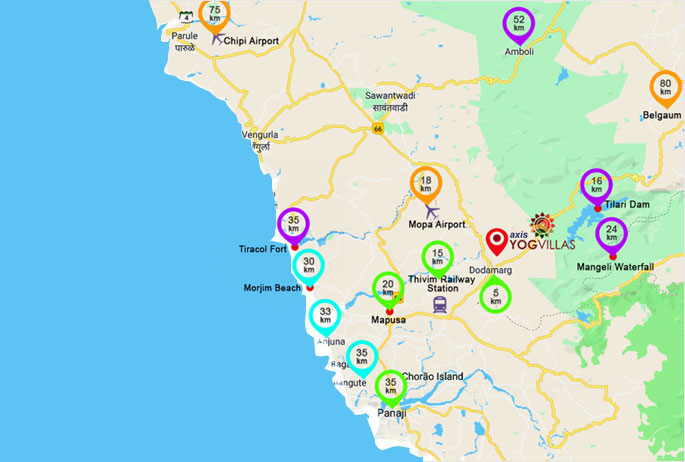 75
km
4
Parule
पारुळे
Chipi Airport
52
km
Amboli
80
km
Belgaum
Sawantwadi
सावंतवाडी
66
Vengurla
वेंगुर्ला
18
km
Mopa Airport
16
km
Tilari Dam
35
km
Tiracol Fort
axis
YOGVILLAS
24
km
Mangeli Waterfall
30
km
Morjim Beach
15
km
Thivim Railway
Station
Dodamarg
5
km
20
km
Mapusa
33
km
Anjuna
35
km
35
km
Chorão Island
Panaji